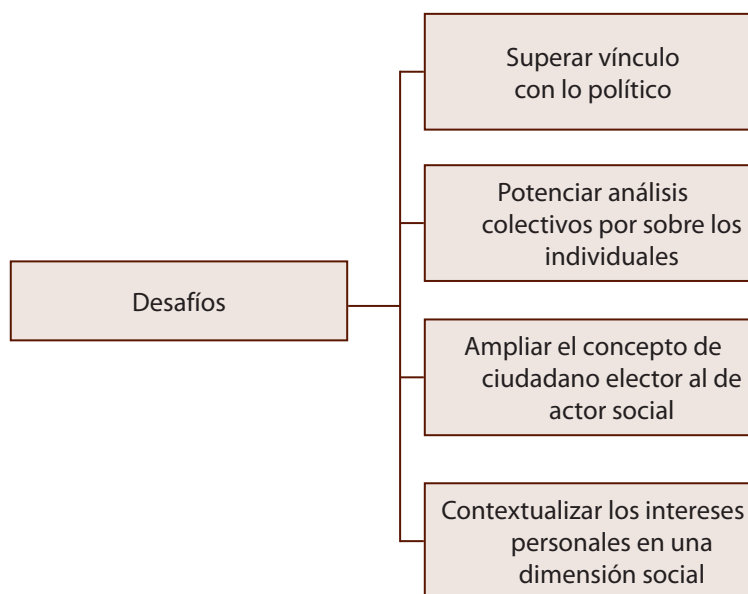 Superar vínculo
con lo político
Potenciar análisis
colectivos por sobre los
individuales
Desafíos
Ampliar el concepto de
ciudadano elector al de
actor social
Contextualizar los intereses
personales en una
dimensión social